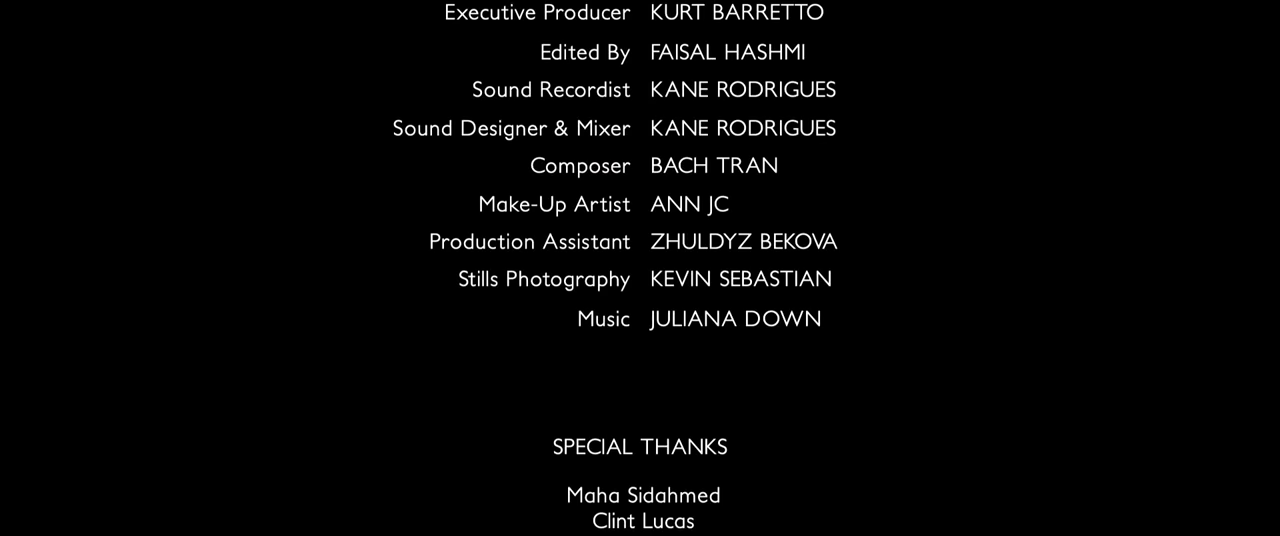 Executive Producer KURT BARRETTO
Edited By FAISAL HASHMI
Sound Recordist KANE RODRIGUES
Sound Designer & Mixer KANE RODRIGUES
Composer BACH TRAN
Make-Up Artist ANN JC
Production Assistant ZHULDYZ BEKOVA
Stills Photography KEVIN SEBASTIAN
Music JULIANA DOWN
SPECIAL THANKS
Maha Sidahmed
Clint Lucas